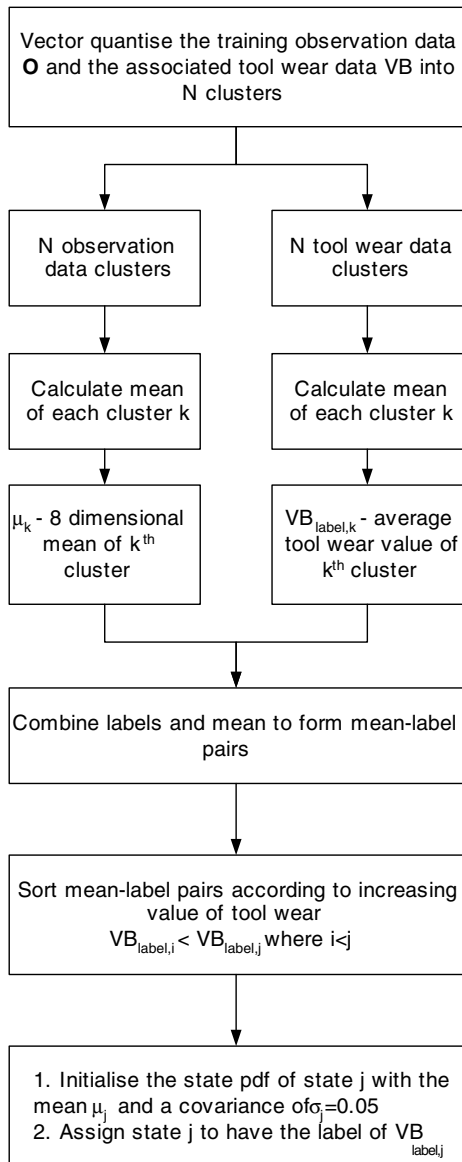 Vector quantise the training observation data
O and the associated tool wear data VB into
N clusters
N observation
data clusters
N tool wear data
clusters
Calculate mean
of each cluster k
Calculate mean
of each cluster k
μk - 8 dimensional
mean of kth
cluster
VBlabel,k - average
tool wear value of
kth cluster
Combine labels and mean to form mean-label
pairs
Sort mean-label pairs according to increasing
value of tool wear
VBlabel,i < VBlabel,j where i<j
1. Initialise the state pdf of state j with the
mean μj and a covariance of σj=0.05
2. Assign state j to have the label of VBlabel,j